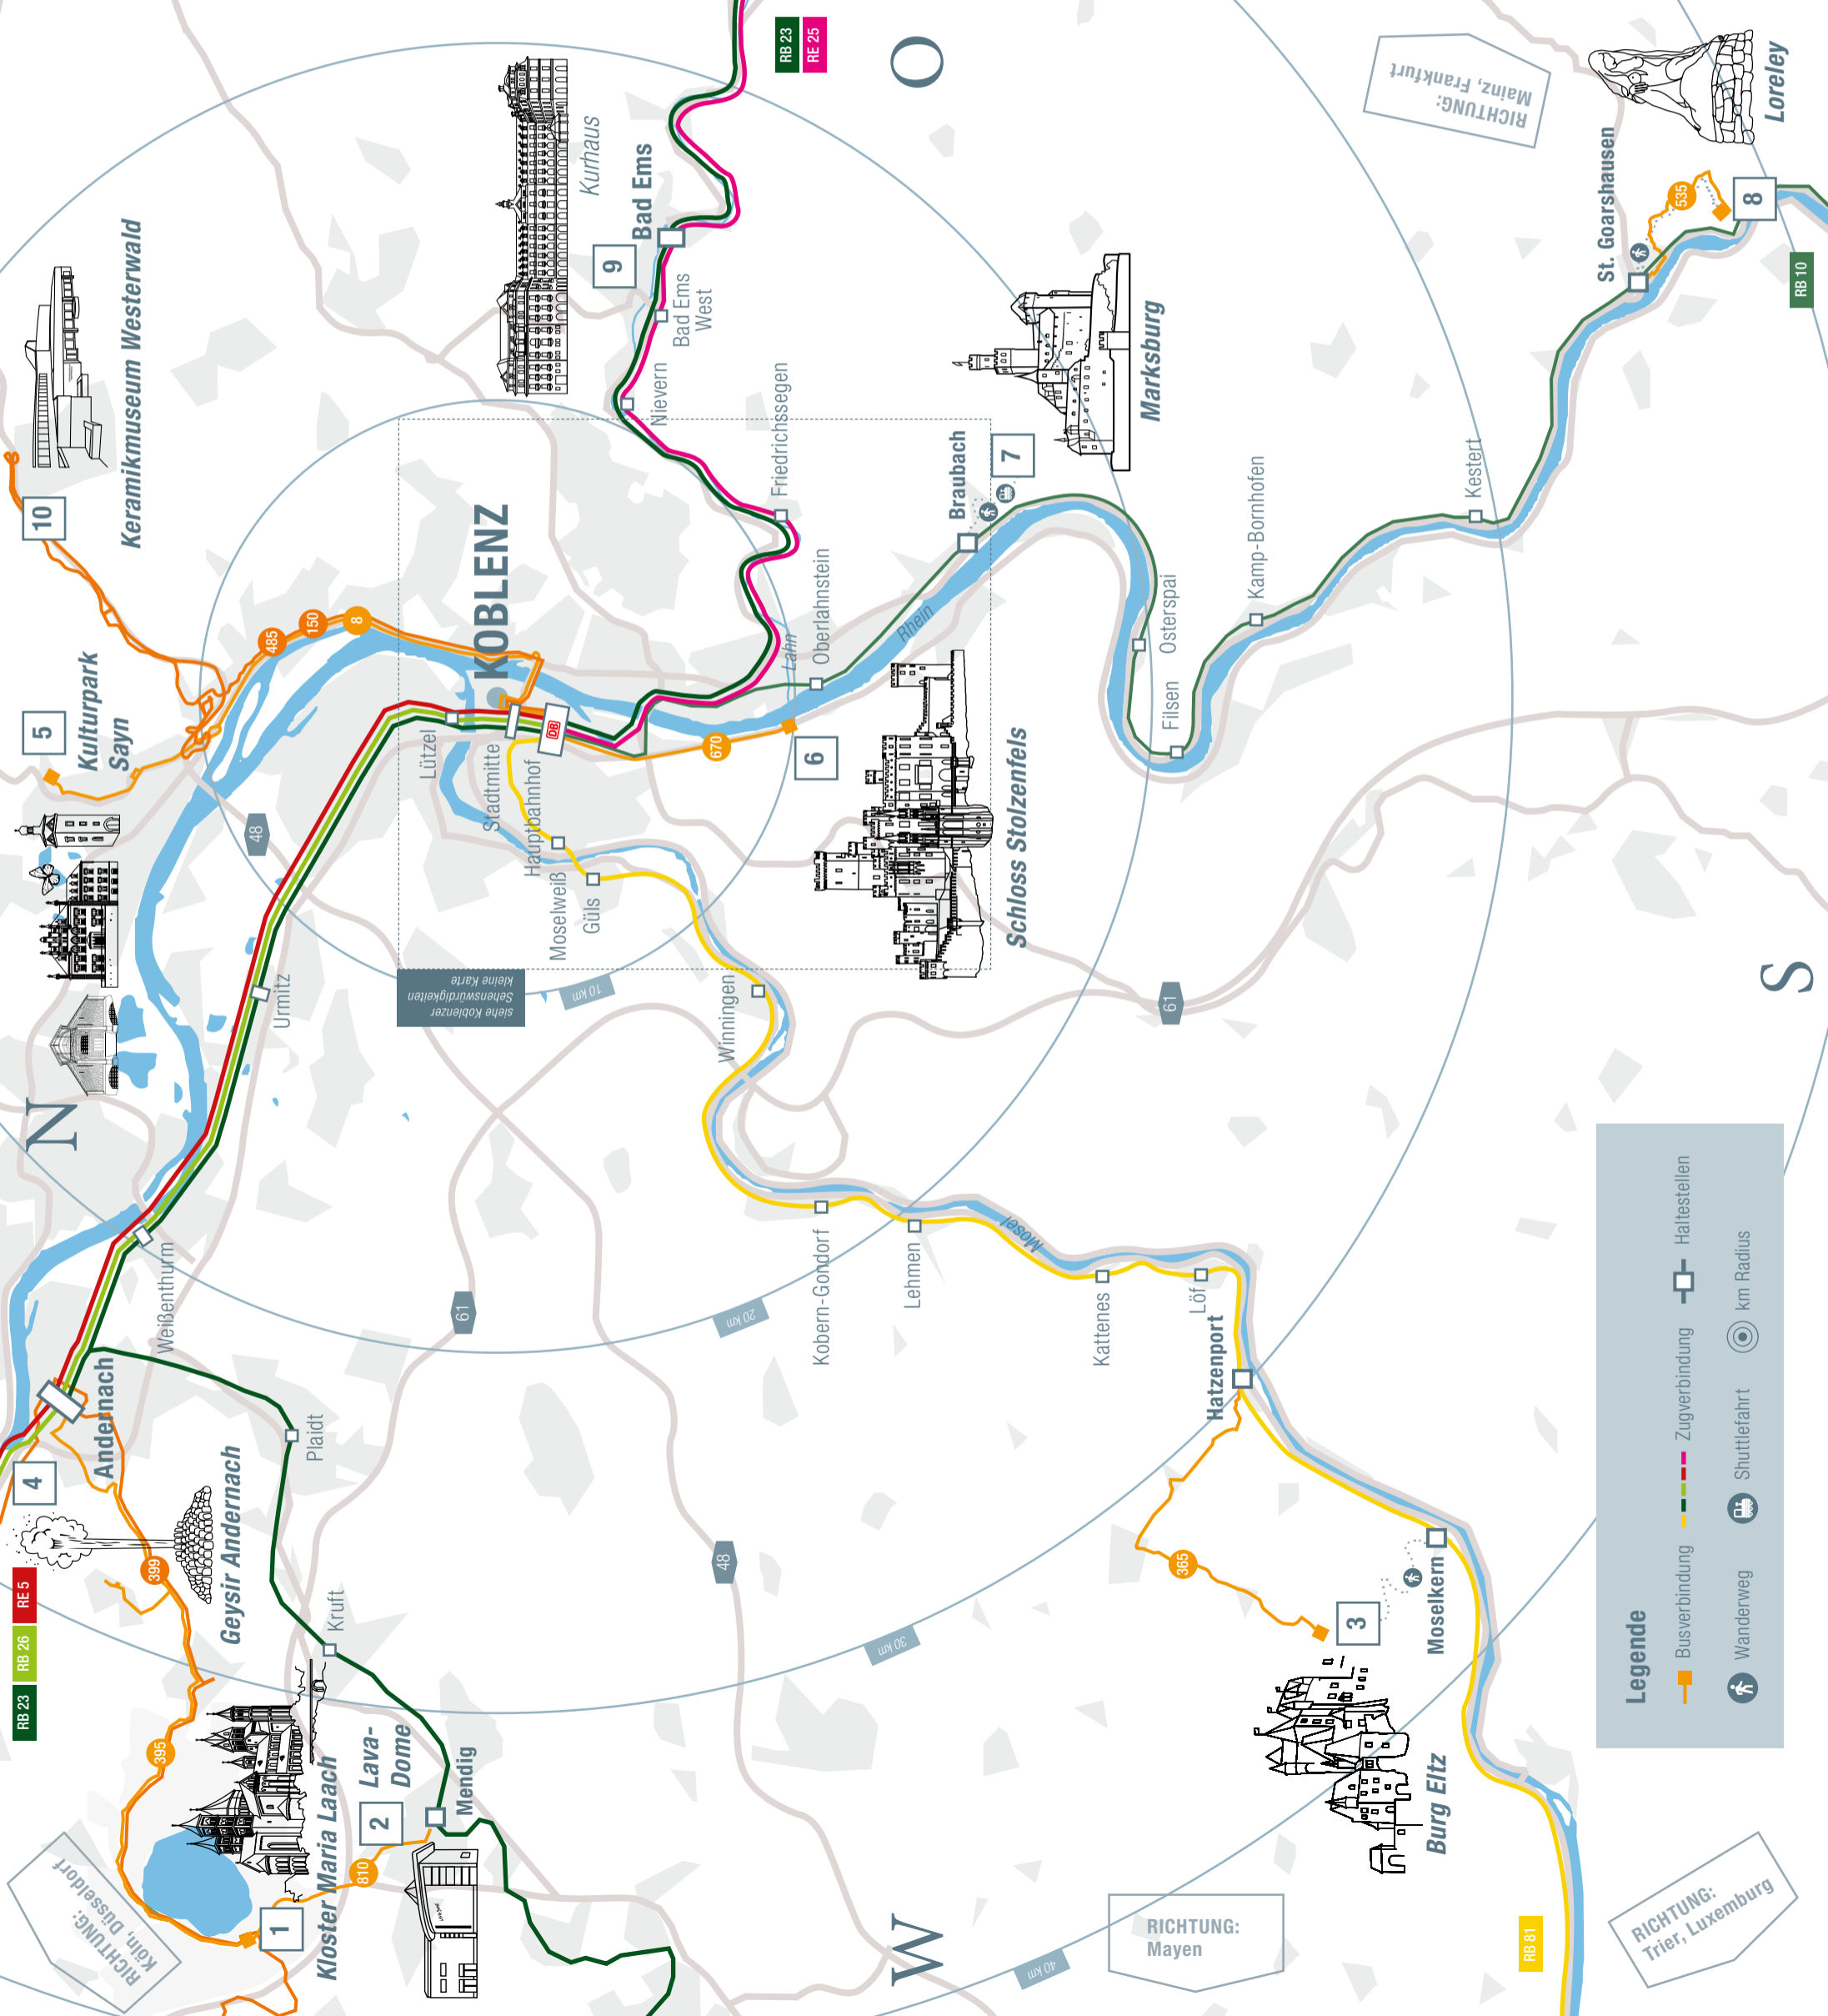 N
O
S
W
RB 23
RB 26
RE 5
RICHTUNG:
Köln, Düsseldorf
1
Kloster Maria Laach
395
399
810
2
Lava-
Dome
Mendig
Kruft
Plaidt
Geysir Andernach
4
Andernach
Weißenthurm
Urmitz
5
Kulturpark
Sayn
10
Keramikmuseum Westerwald
485
150
8
48
61
KOBLENZ
Lützel
Stadtmitte
Hauptbahnhof
DB
Moselweiß
Güls
siehe Koblenzer
Sehenswürdigkeiten
kleine Karte
10 km
20 km
30 km
40 km
Winningen
Kobern-Gondorf
Lehmen
Mosel
Kattenes
Löf
Hatzenport
365
3
Moselkern
Burg Eltz
RB 81
RICHTUNG:
Mayen
RICHTUNG:
Trier, Luxemburg
48
61
670
6
Schloss Stolzenfels
Lahn
Rhein
Oberlahnstein
Friedrichssegen
Nievern
Bad Ems
West
9
Bad Ems
Kurhaus
RB 23
RE 25
Braubach
7
Marksburg
Osterspai
Filsen
Kamp-Bornhofen
Kestert
St. Goarshausen
535
8
RB 10
Loreley
RICHTUNG:
Mainz, Frankfurt
Legende
Busverbindung
Zugverbindung
Haltestellen
Wanderweg
Shuttlefahrt
km Radius